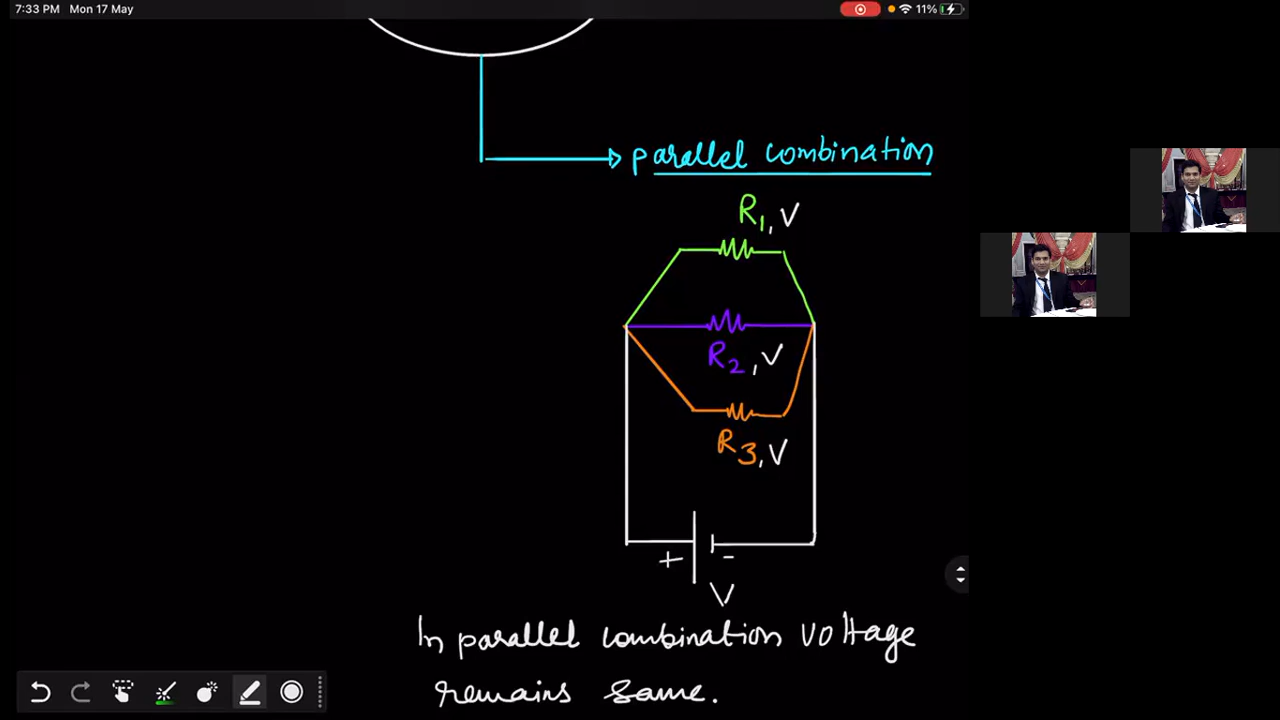 7:33 PM Mon 17 May
11%
parallel combination
R1, V
R2, V
R3, V
+ -
V
In parallel combination voltage
remains same.